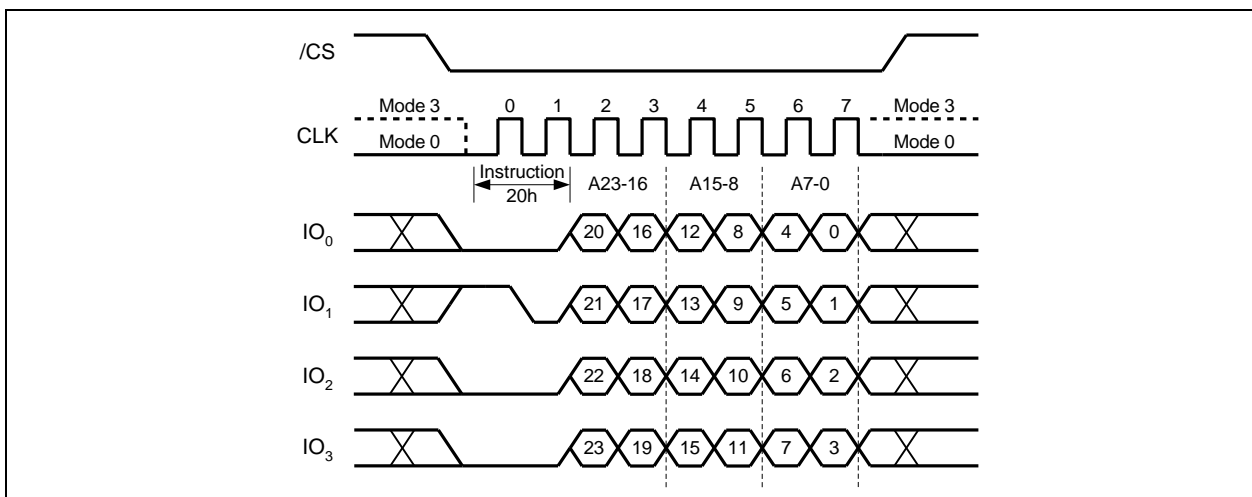 /CS
Mode 3 0 1 2 3 4 5 6 7 Mode 3
CLK
Mode 0 Mode 0
Instruction A23-16 A15-8 A7-0
20h
IO0 20 16 12 8 4 0
IO1 21 17 13 9 5 1
IO2 22 18 14 10 6 2
IO3 23 19 15 11 7 3